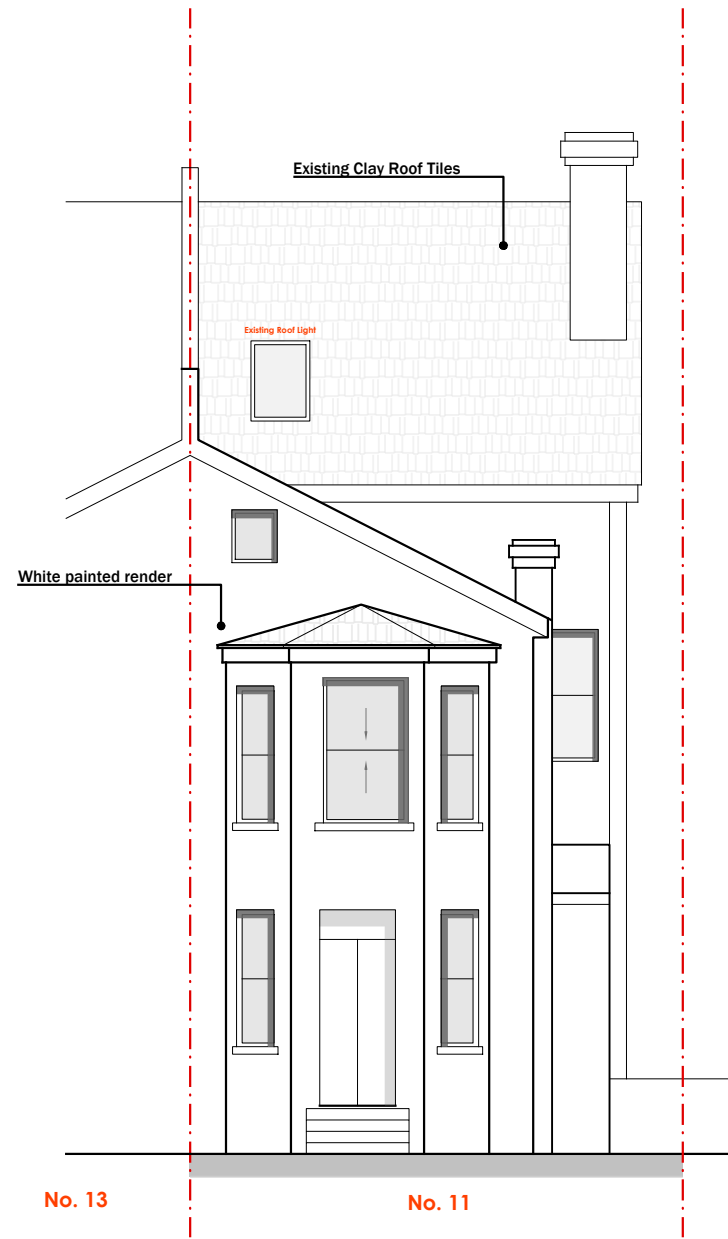 Existing Clay Roof Tiles
Existing Roof Light
White painted render
No. 13
No. 11